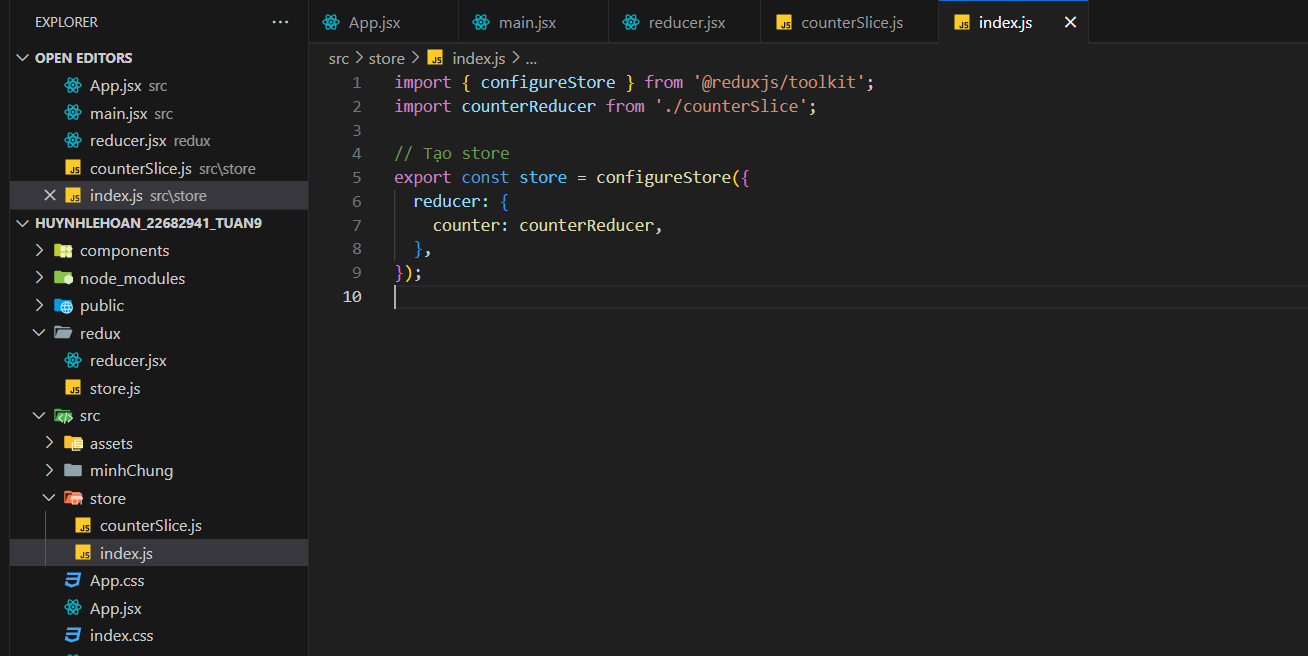 EXPLORER ...
OPEN EDITORS
App.jsx src
main.jsx src
reducer.jsx redux
counterSlice.js src\store
index.js src\store
HUYNHLEHOAN_22682941_TUAN9
components
node_modules
public
redux
reducer.jsx
store.js
src
assets
minhChung
store
counterSlice.js
index.js
App.css
App.jsx
index.css
App.jsx main.jsx reducer.jsx JS counterSlice.js JS index.js
src > store > JS index.js > ...
1 import { configureStore } from '@reduxjs/toolkit';
2 import counterReducer from './counterSlice';
3
4 // Tạo store
5 export const store = configureStore({
6 reducer: {
7 counter: counterReducer,
8 },
9 });
10